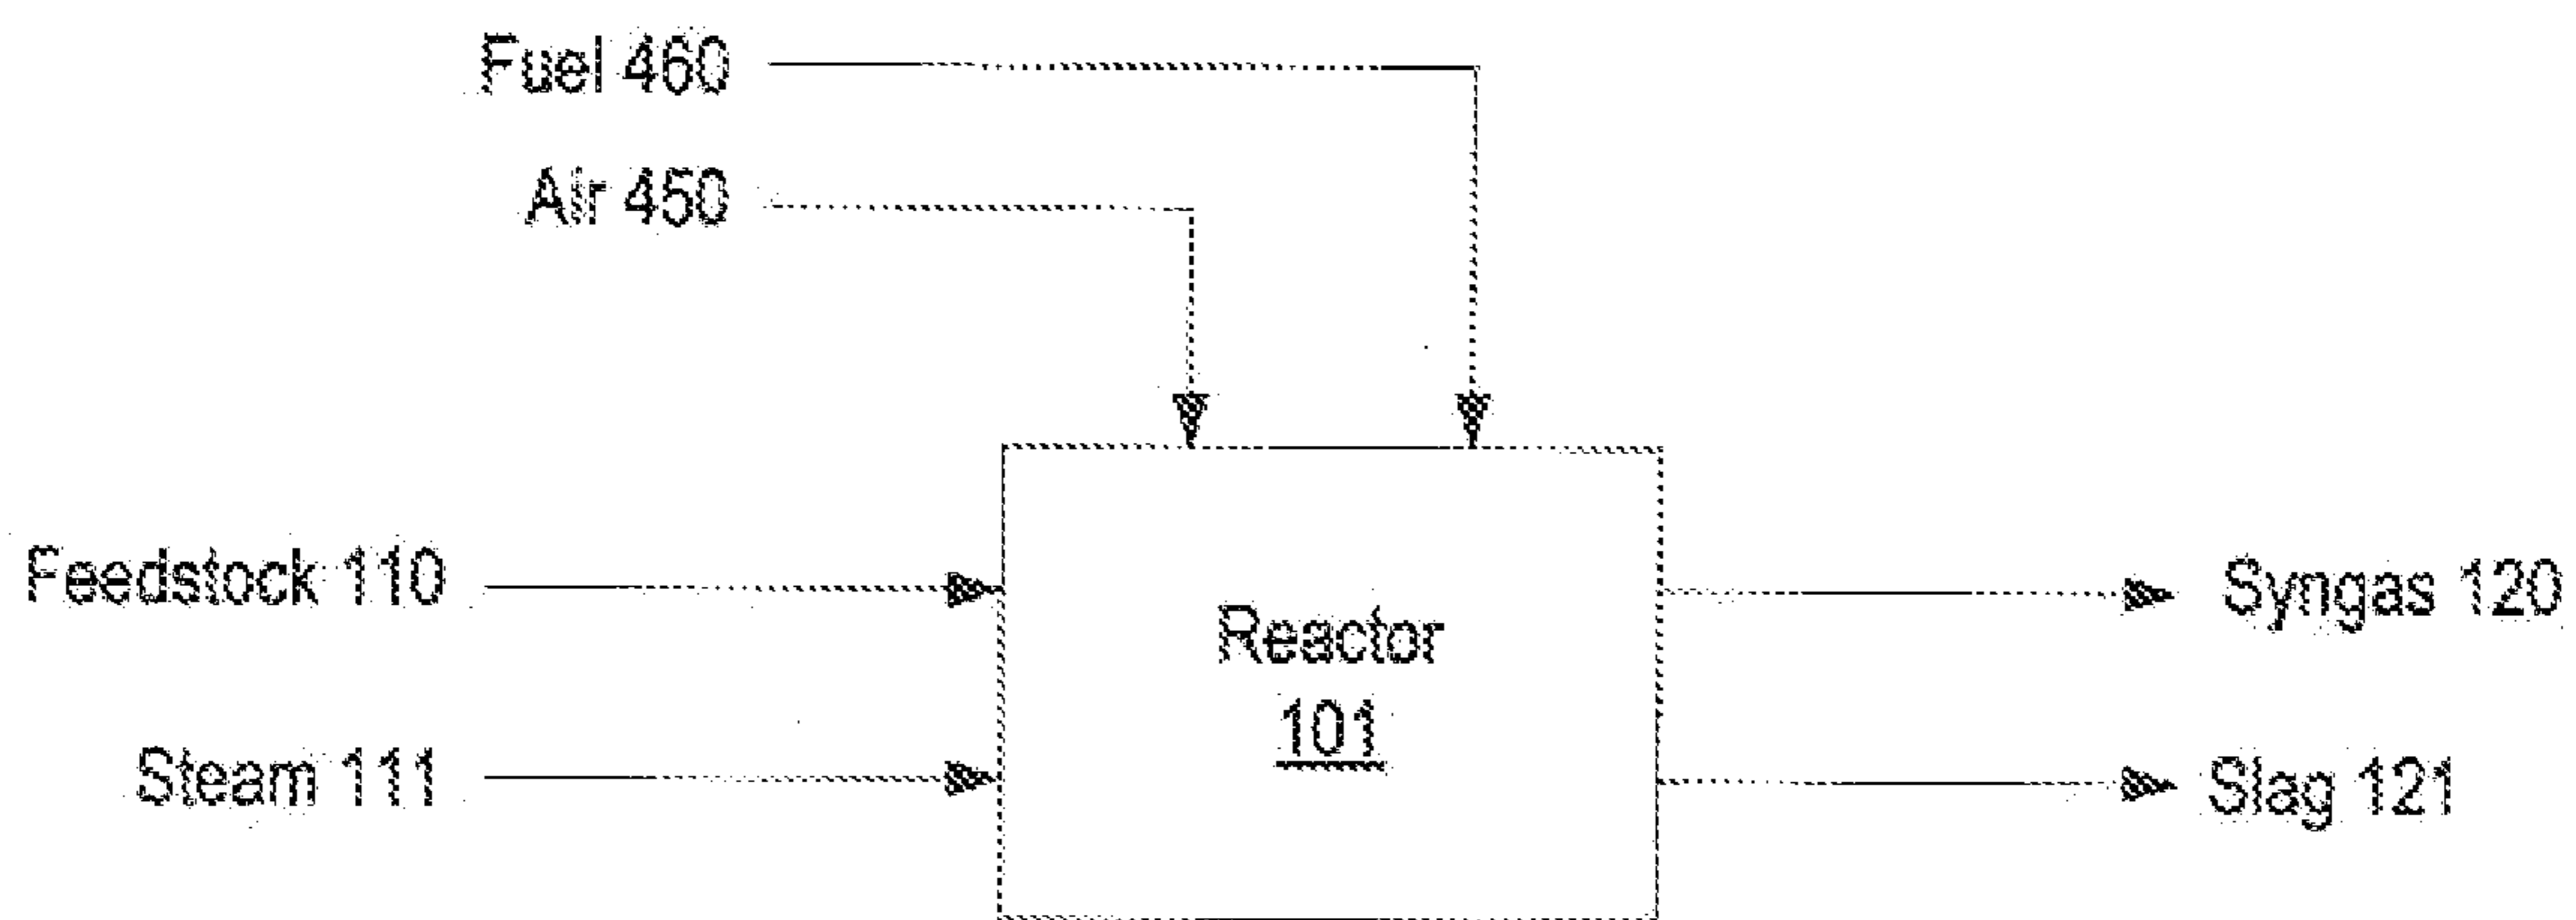 Fuel 460
Air 450
Feedstock 110
Steam 111
Reactor
101
Syngas 120
Slag 121